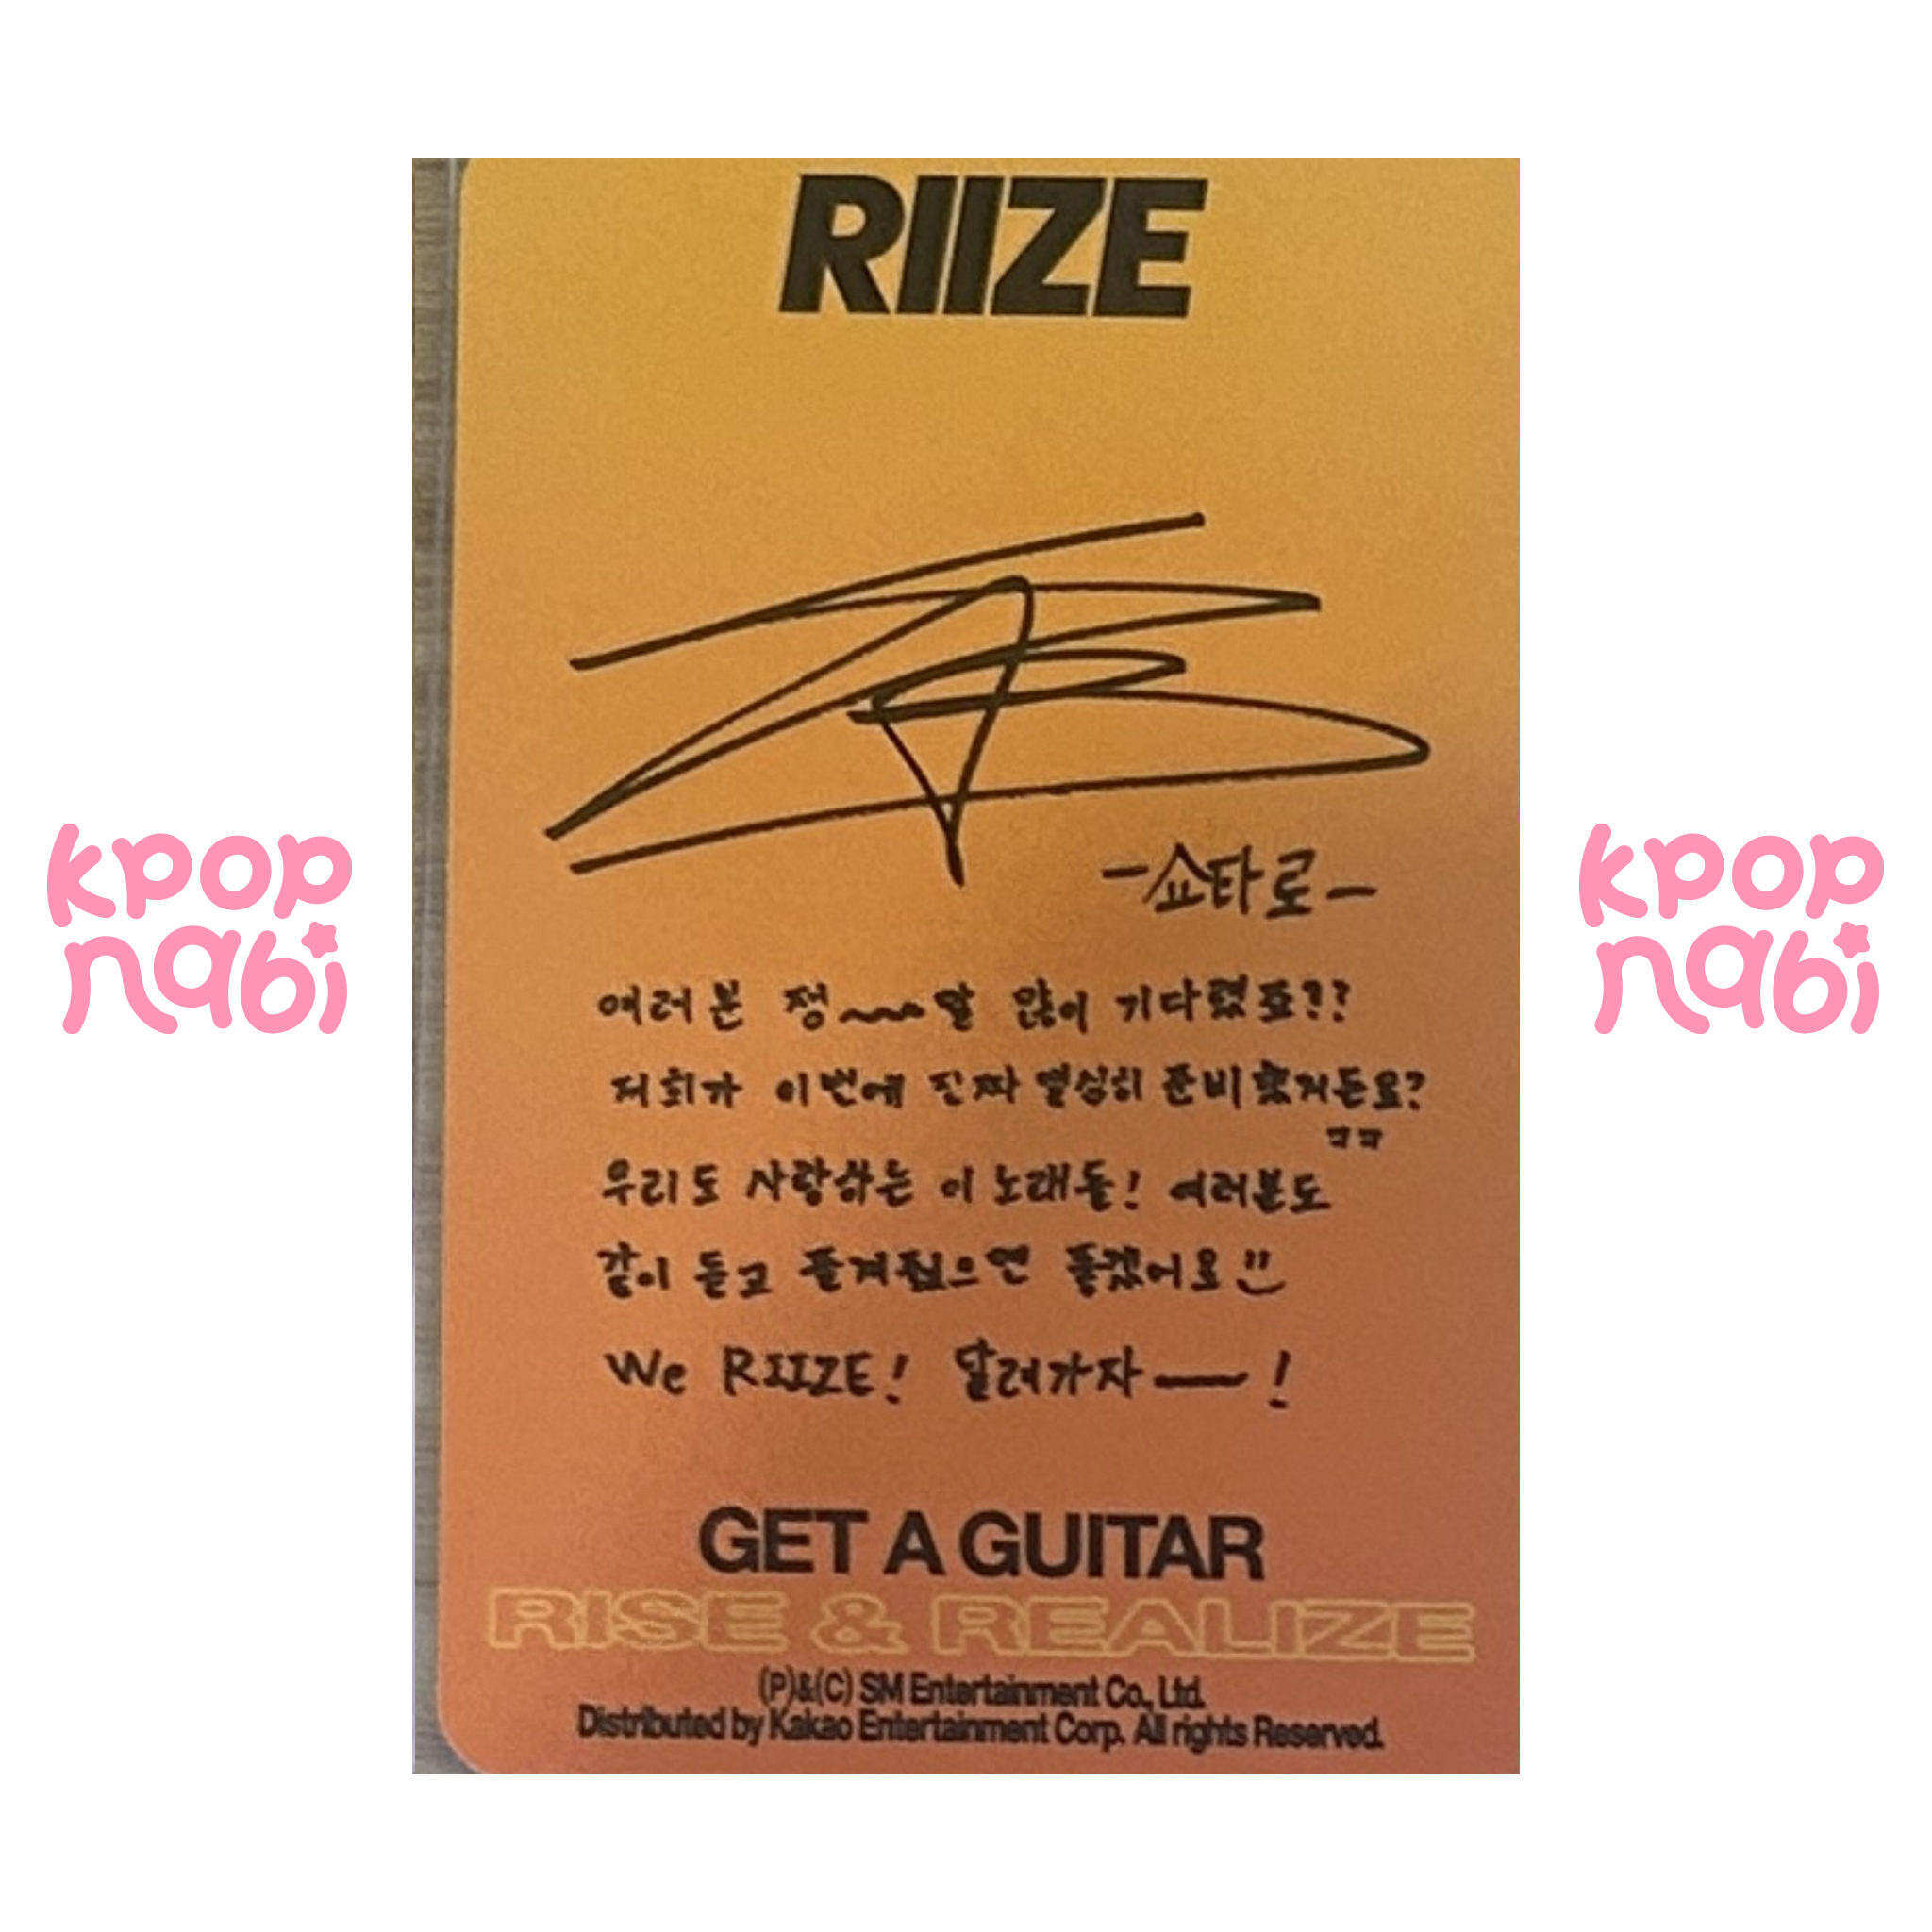 RIIZE
-쇼타로-
여러분 정~~말 많이 기다렸죠??
저희가 이번에 진짜 열심히 준비했거든요?
ㅋㅋ
우리도 사랑하는 이 노래들! 여러분도
같이 듣고 즐겨줬으면 좋겠어요
We RIIZE! 달려가자—!
GET A GUITAR
RISE & REALIZE
(P)&(C) SM Entertainment Co., Ltd.
Distributed by Kakao Entertainment Corp. All rights Reserved.
kpop
nabi
kpop
nabi